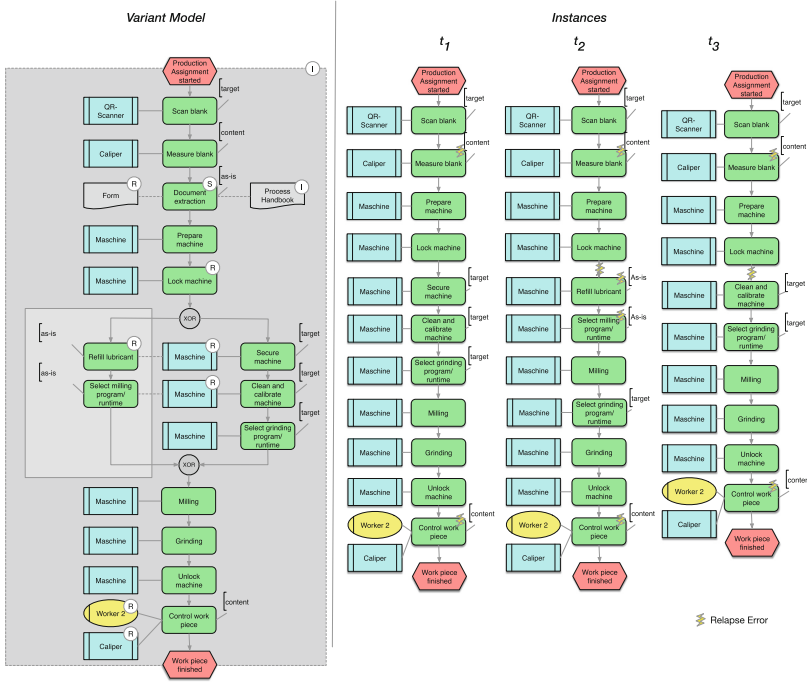 Variant Model
Instances
t1
t2
t3
Production
Assignment
started
I
target
QR-
Scanner
Scan blank
content
Caliper
Measure blank
as-is
Form
R
Document
extraction
S
Process
Handbook
I
Maschine
Prepare
machine
Maschine
Lock machine
R
XOR
as-is
Refill lubricant
R
as-is
Select milling
program/
runtime
target
Maschine
R
Secure
machine
target
Maschine
R
Clean and
calibrate
machine
target
Maschine
Select grinding
program/
runtime
XOR
Maschine
Milling
Maschine
Grinding
Maschine
Unlock
machine
content
Worker 2
R
Control work
piece
Caliper
R
Work piece
finished
Production
Assignment
started
target
QR-
Scanner
Scan blank
content
Caliper
Measure blank
Maschine
Prepare
machine
Maschine
Lock machine
target
Maschine
Secure
machine
target
Maschine
Clean and
calibrate
machine
target
Maschine
Select grinding
program/
runtime
Maschine
Milling
Maschine
Grinding
Maschine
Unlock
machine
content
Worker 2
Control work
piece
Caliper
Work piece
finished
Production
Assignment
started
target
QR-
Scanner
Scan blank
content
Caliper
Measure blank
Maschine
Prepare
machine
Maschine
Lock machine
As-is
Maschine
Refill lubricant
As-is
Maschine
Select milling
program/
runtime
Maschine
Milling
target
Maschine
Select grinding
program/
runtime
Maschine
Grinding
Maschine
Unlock
machine
content
Worker 2
Control work
piece
Caliper
Work piece
finished
Production
Assignment
started
target
QR-
Scanner
Scan blank
content
Caliper
Measure blank
Maschine
Prepare
machine
Maschine
Lock machine
target
Maschine
Clean and
calibrate
machine
target
Maschine
Select grinding
program/
runtime
Maschine
Milling
Maschine
Grinding
Maschine
Unlock
machine
conten
Worker 2
Control work
piece
Caliper
Work piece
finished
Relapse Error